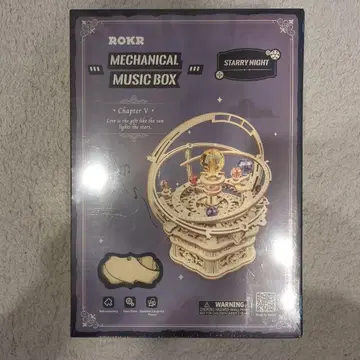 ROKR
MECHANICAL
MUSIC BOX
STARRY NIGHT
Chapter V
Love is the gift like the sun
lights the stars.
WARNING